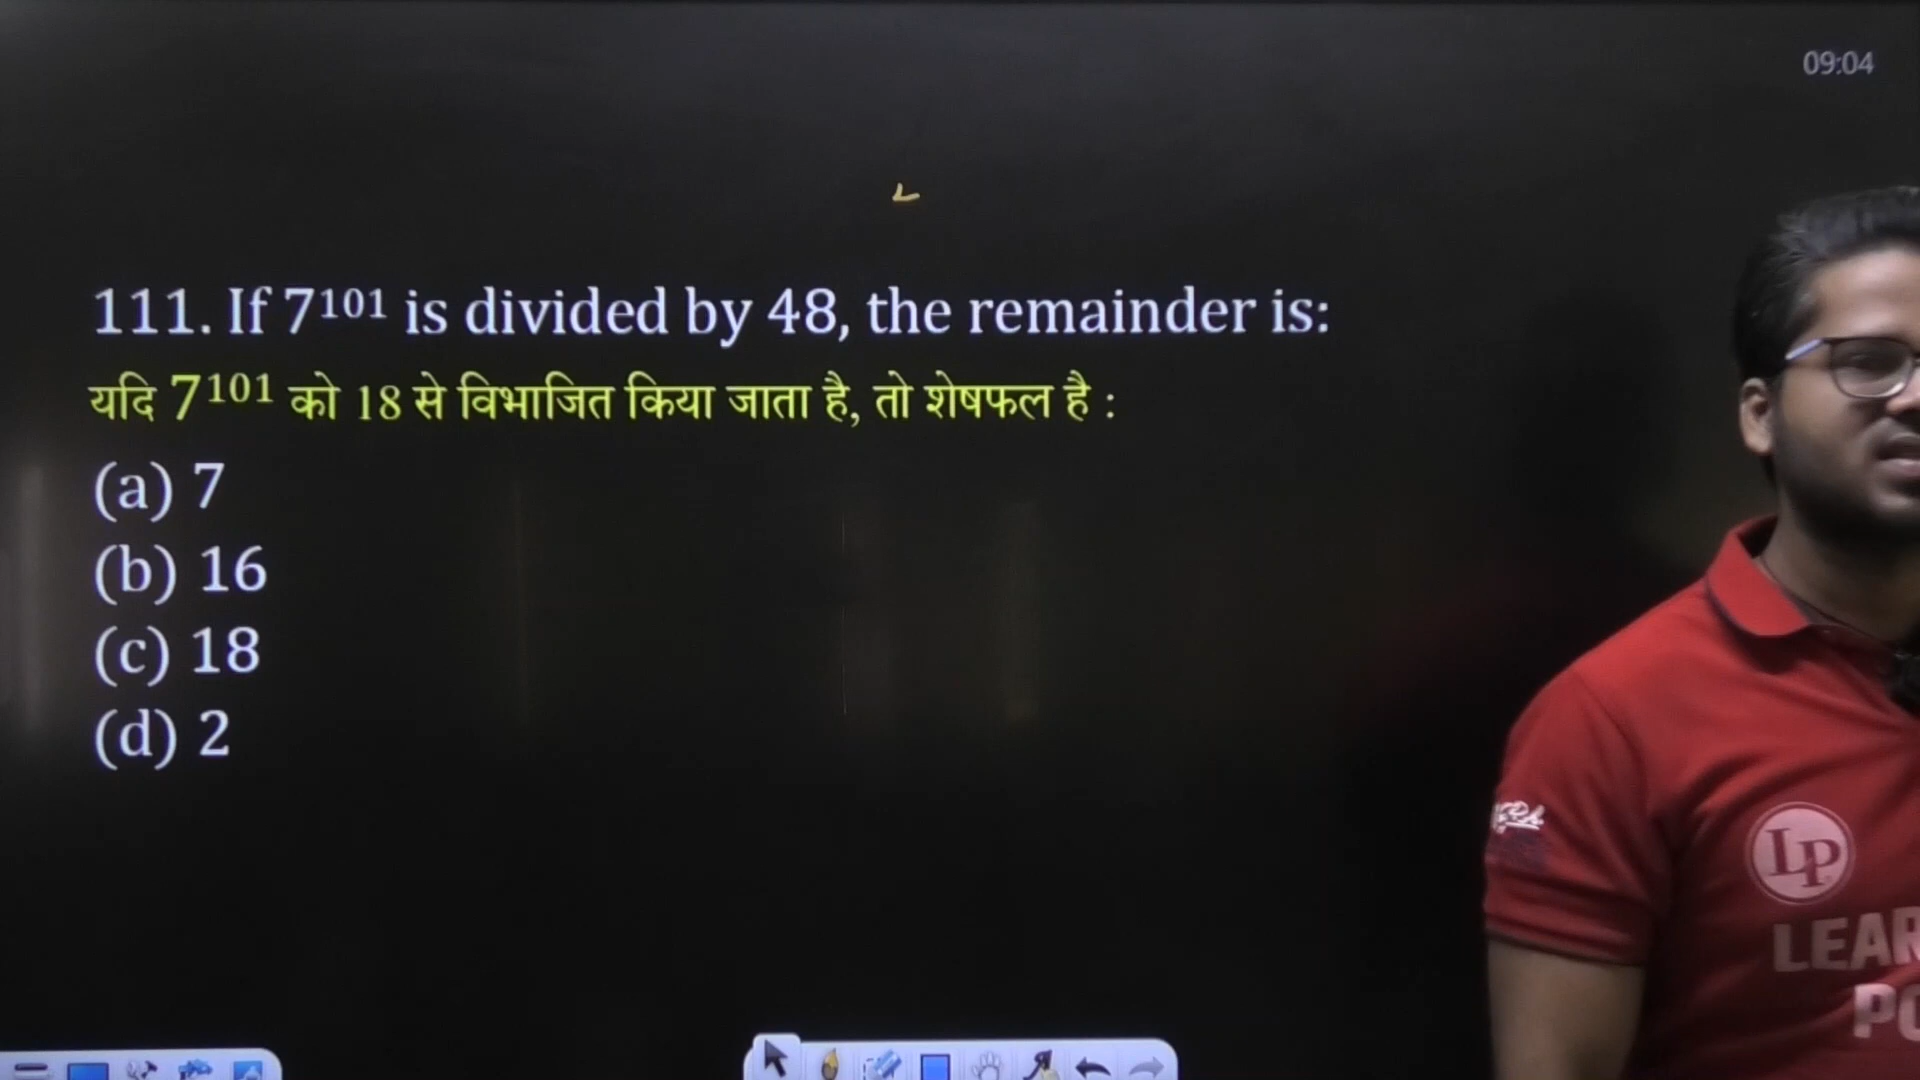 09:04
111. If 7¹⁰¹ is divided by 48, the remainder is:
यदि 7¹⁰¹ को 18 से विभाजित किया जाता है, तो शेषफल है :
(a) 7
(b) 16
(c) 18
(d) 2
LP
LEAR
PO